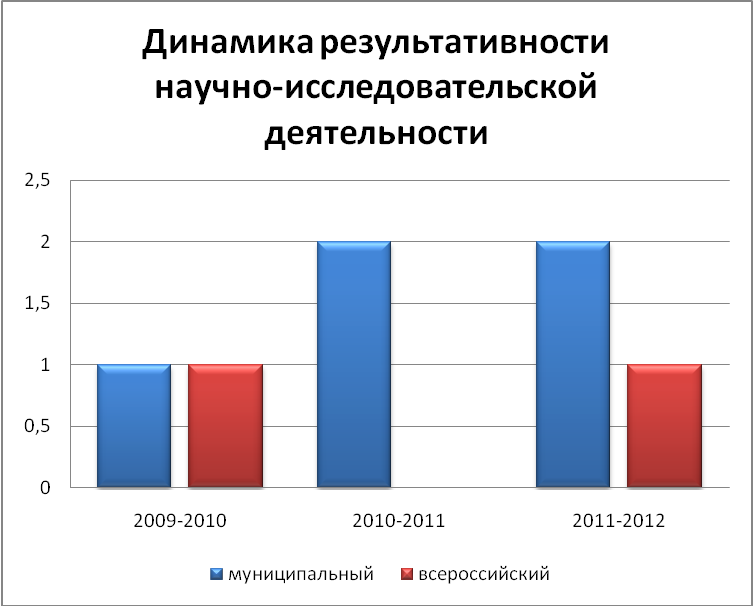 Динамика результативности
научно-исследовательской
деятельности
2,5
2
1,5
1
0,5
0
2009-2010 2010-2011 2011-2012
муниципальный всероссийский